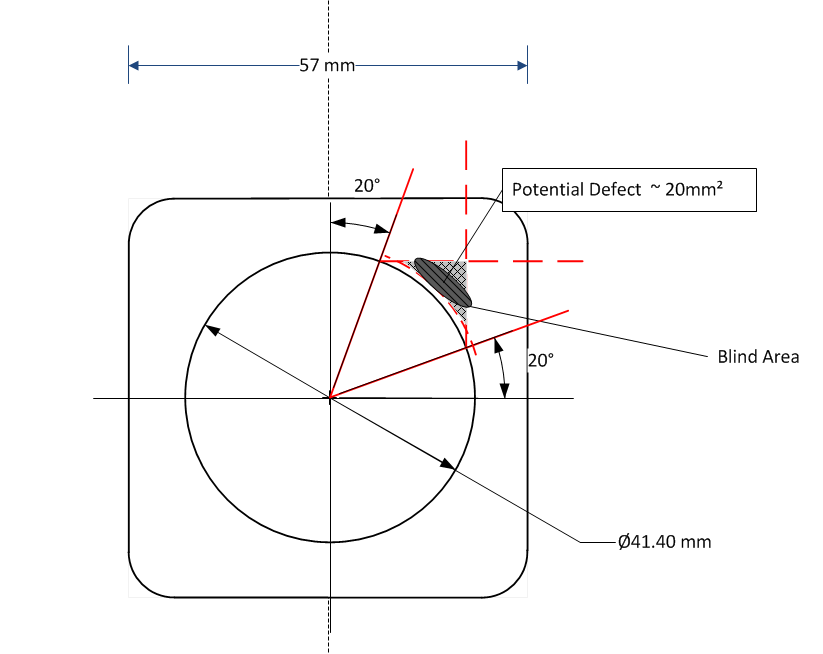 57 mm
20°
Potential Defect ~ 20mm²
Blind Area
20°
Ø41.40 mm